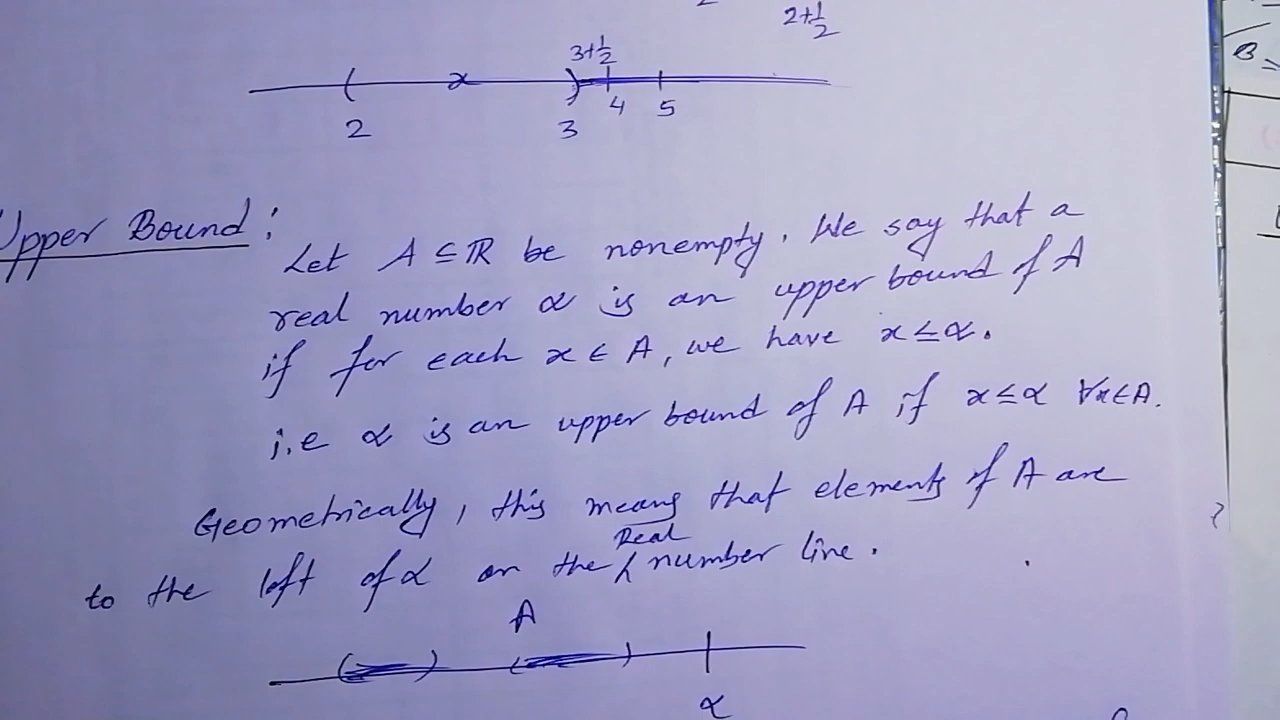 2+1/2
3+1/2
x
( )
4 5
2 3
Upper Bound :
Let A ⊆ ℝ be nonempty. We say that a
real number α is an upper bound of A
if for each x ∈ A, we have x ≤ α.
i.e α is an upper bound of A if x ≤ α ∀x∈A.
Geometrically, this means that elements of A are
Real
to the left of α on the number line.
A
( ) ( )
α
B